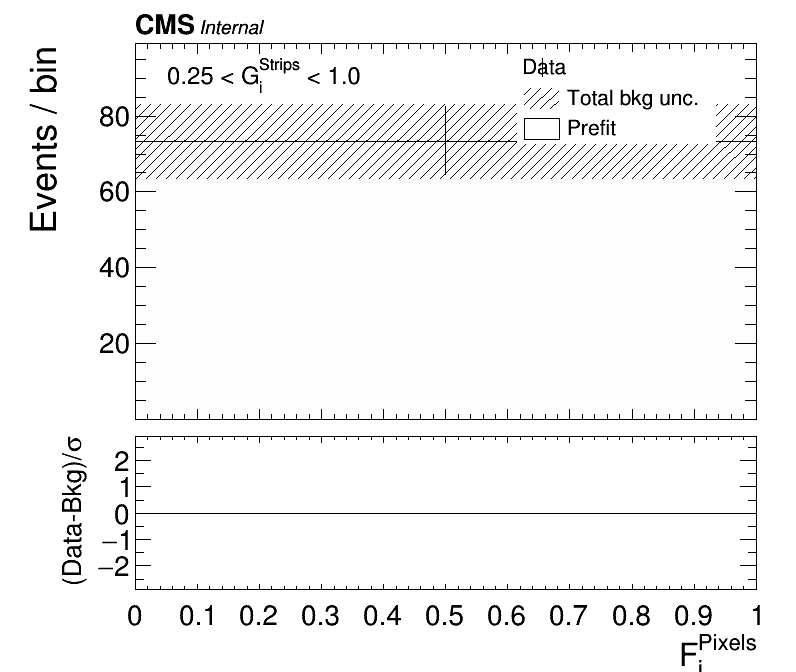 CMS Internal
0.25 < G_i^Strips < 1.0
Data
Total bkg unc.
Prefit
Events / bin
80
60
40
20
(Data-Bkg)/σ
2
1
0
−1
−2
0 0.1 0.2 0.3 0.4 0.5 0.6 0.7 0.8 0.9 1
F_i^Pixels